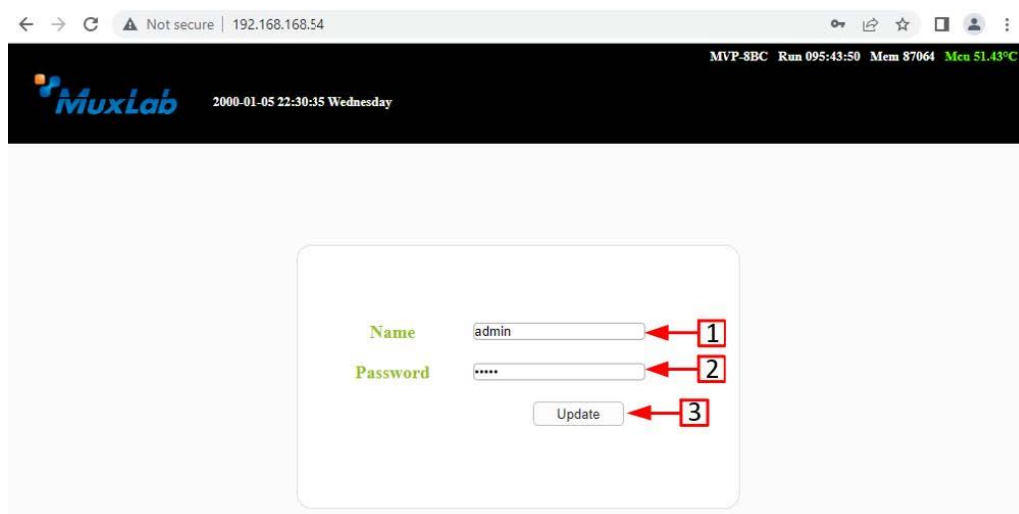 Not secure | 192.168.168.54
MVP-8BC Run 095:43:50 Mem 87064 Mcu 51.43°C
MuxLab 2000-01-05 22:30:35 Wednesday
Name admin 1
Password ••••• 2
Update 3